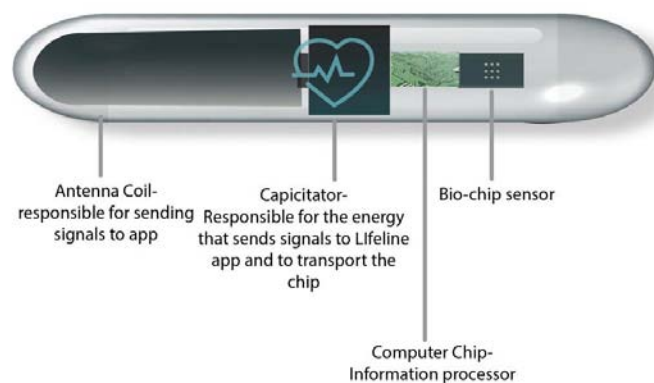 Antenna Coil-
responsible for sending
signals to app
Capicitator-
Responsible for the energy
that sends signals to LIfeline
app and to transport the
chip
Bio-chip sensor
Computer Chip-
Information processor